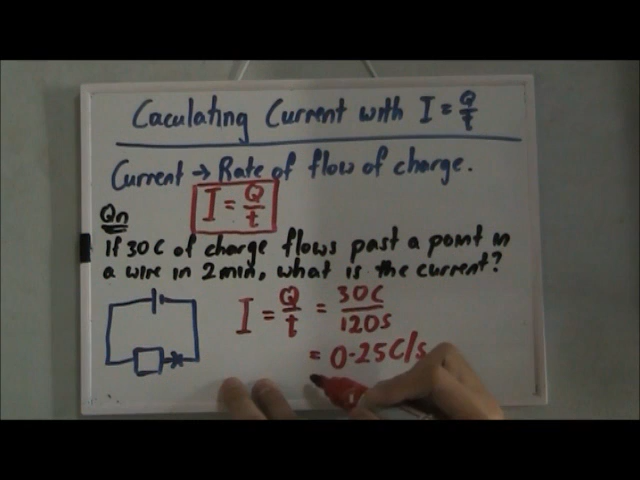 Caculating Current with I = Q/t
Current → Rate of flow of charge.
I = Q/t
Qn
If 30C of charge flows past a point in
a wire in 2min, what is the current?
I = Q/t = 30C/120s
= 0.25C/s